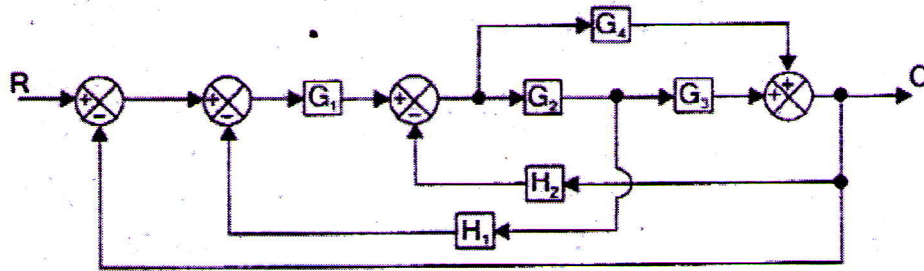 G₄
R + − + − G₁ + − G₂ G₃ + + C
H₂
H₁